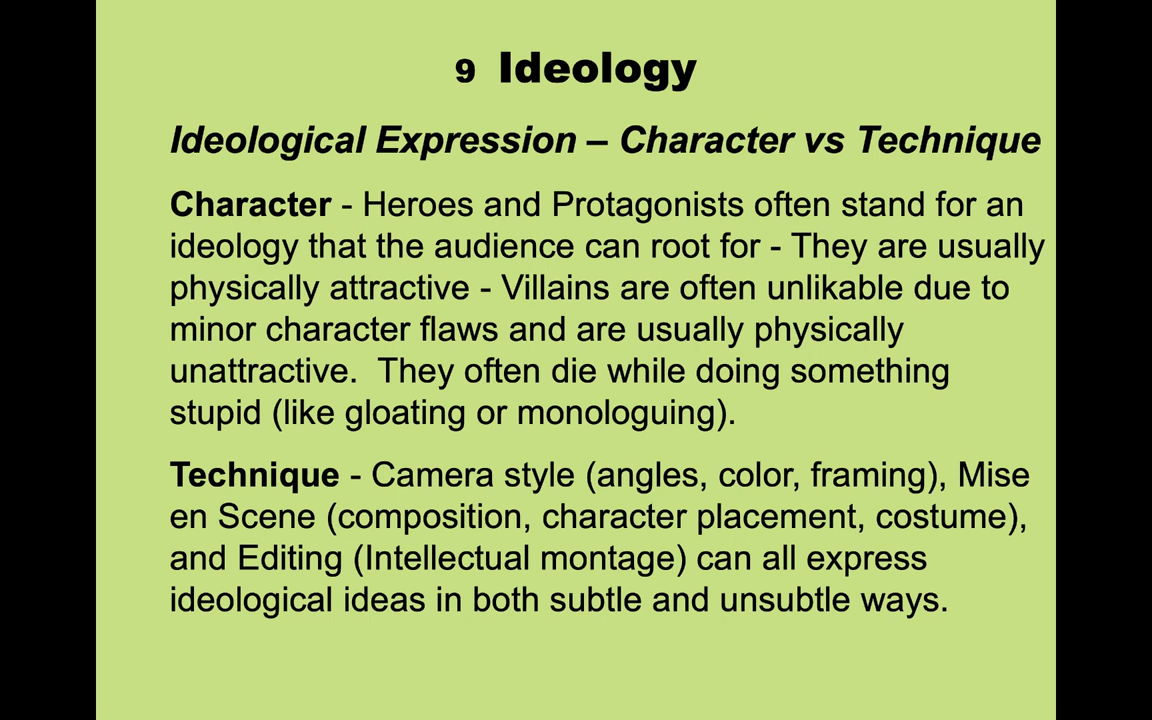 9 Ideology
Ideological Expression – Character vs Technique
Character - Heroes and Protagonists often stand for an
ideology that the audience can root for - They are usually
physically attractive - Villains are often unlikable due to
minor character flaws and are usually physically
unattractive.  They often die while doing something
stupid (like gloating or monologuing).
Technique - Camera style (angles, color, framing), Mise
en Scene (composition, character placement, costume),
and Editing (Intellectual montage) can all express
ideological ideas in both subtle and unsubtle ways.